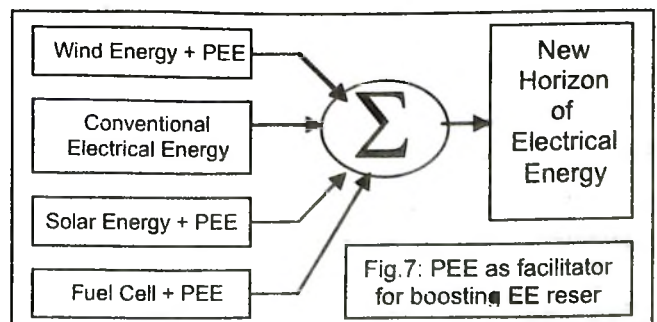 Wind Energy + PEE
Conventional
Electrical Energy
Solar Energy + PEE
Fuel Cell + PEE
Σ
New
Horizon
of
Electrical
Energy
Fig.7: PEE as facilitator
for boosting EE reser